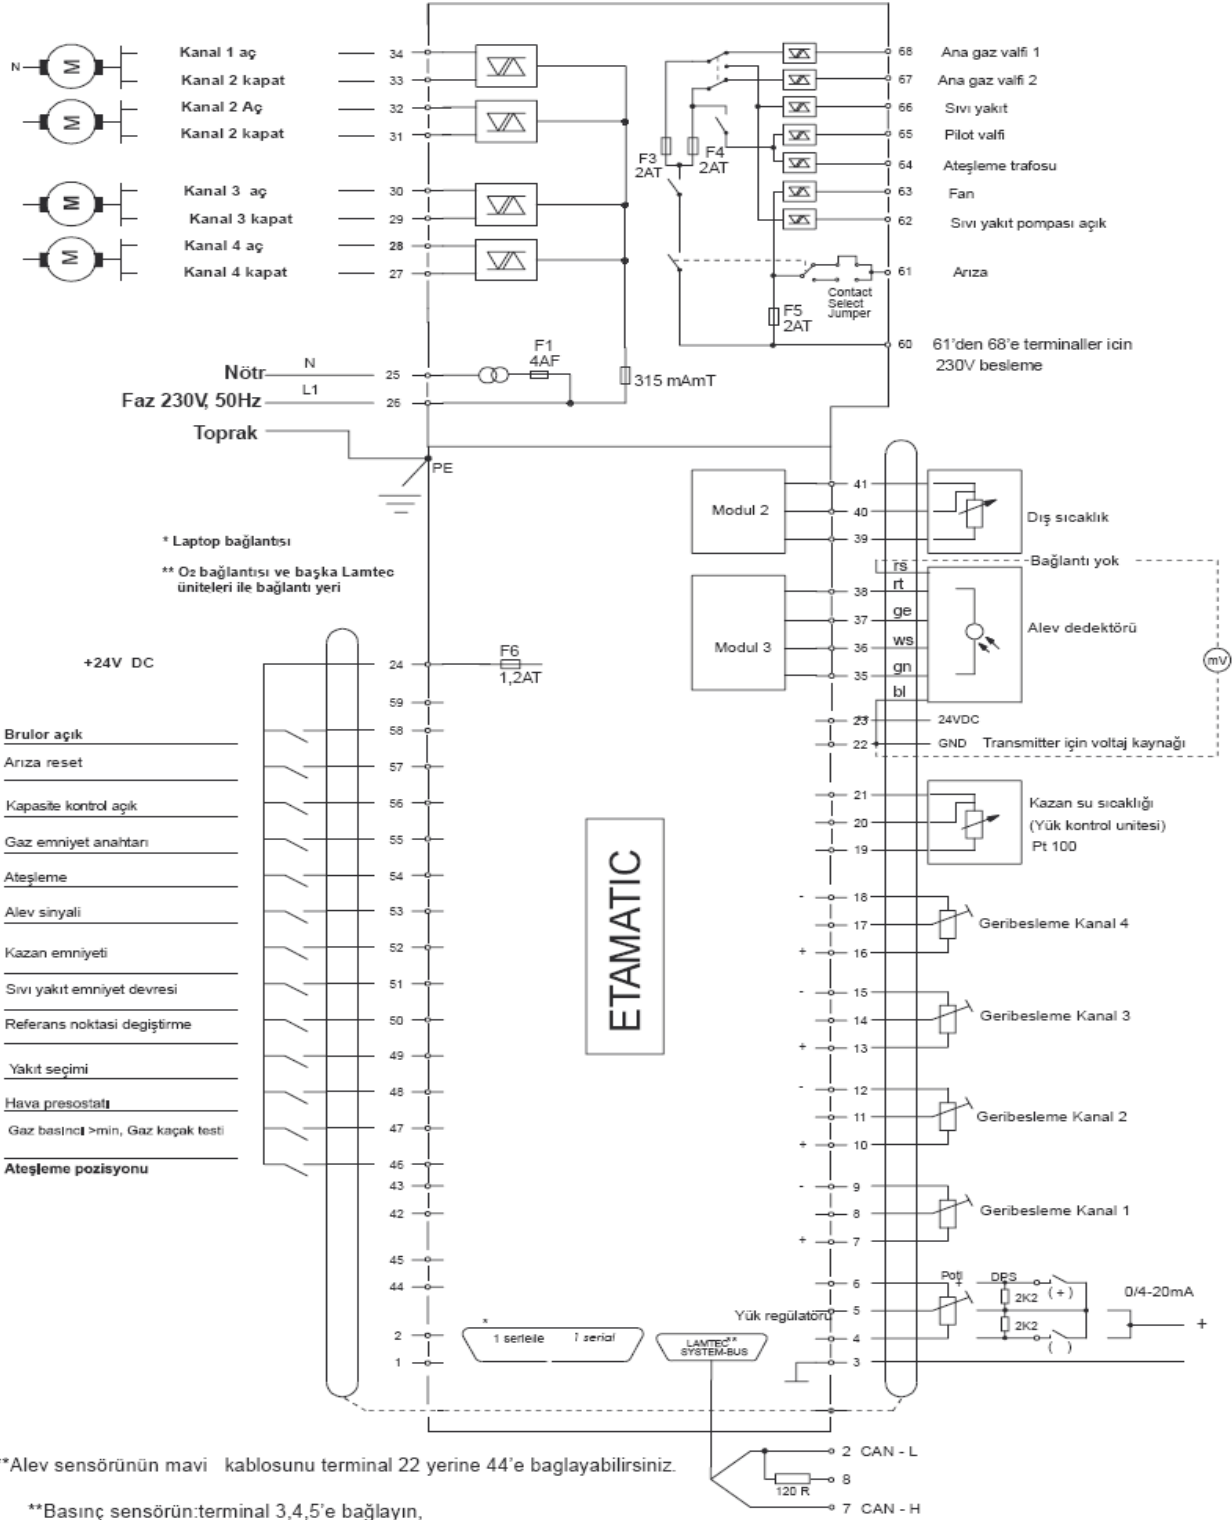 N
M
Kanal 1 aç
34
Kanal 2 kapat
33
M
Kanal 2 Aç
32
Kanal 2 kapat
31
M
Kanal 3 aç
30
Kanal 3 kapat
29
M
Kanal 4 aç
28
Kanal 4 kapat
27
Nötr
N
25
F1
4AF
Faz 230V, 50Hz
L1
26
315 mAmT
Toprak
PE
F3
2AT
F4
2AT
F5
2AT
Contact
Select
Jumper
68 Ana gaz valfi 1
67 Ana gaz valfi 2
66 Sıvı yakıt
65 Pilot valfi
64 Ateşleme trafosu
63 Fan
62 Sıvı yakıt pompası açık
61 Arıza
60 61'den 68'e terminaller icin
230V besleme
* Laptop bağlantısı
** O2 bağlantısı ve başka Lamtec
üniteleri ile bağlantı yeri
Modul 2
41
40
39
Dış sıcaklık
Bağlantı yok
Modul 3
rs
38 rt
37 ge
36 ws
35 gn
bl
Alev dedektörü
mV
23 24VDC
22 GND Transmitter için voltaj kaynağı
21
20
19
Kazan su sıcaklığı
(Yük kontrol unitesi)
Pt 100
+24V DC
24
F6
1,2AT
59
Brulor açık
58
Arıza reset
57
Kapasite kontrol açık
56
Gaz emniyet anahtarı
55
Ateşleme
54
Alev sinyali
53
Kazan emniyeti
52
Sıvı yakıt emniyet devresi
51
Referans noktasi degiştirme
50
Yakıt seçimi
49
Hava presostatı
48
Gaz basıncı >min, Gaz kaçak testi
47
Ateşleme pozisyonu
46
43
42
45
44
2
1
ETAMATIC
- 18
17 Geribesleme Kanal 4
+ 16
- 15
14 Geribesleme Kanal 3
+ 13
- 12
11 Geribesleme Kanal 2
+ 10
- 9
8 Geribesleme Kanal 1
+ 7
6
Yük regülatörü 5
4
3
Poti
DPS
2K2
2K2
(+)
( )
0/4-20mA
+
*
1 serielle 1 serial
LAMTEC**
SYSTEM-BUS
2 CAN - L
120 R
8
7 CAN - H
*Alev sensörünün mavi kablosunu terminal 22 yerine 44'e baglayabilirsiniz.
**Basınç sensörün:terminal 3,4,5'e bağlayın,